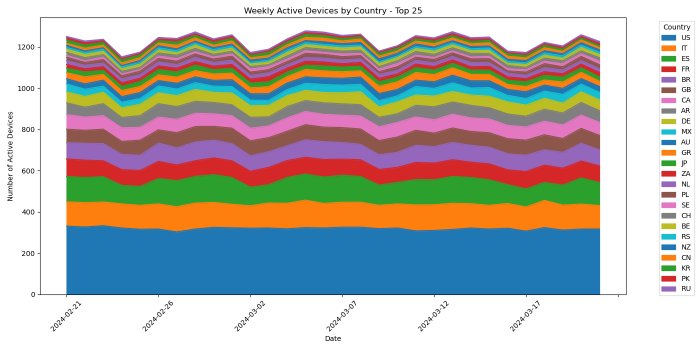 Weekly Active Devices by Country - Top 25
Number of Active Devices
1200
1000
800
600
400
200
0
2024-02-21
2024-02-26
2024-03-02
2024-03-07
2024-03-12
2024-03-17
Date
Country
US
IT
ES
FR
BR
GB
CA
AR
DE
MX
AU
GR
JP
ZA
NL
PL
SE
CH
BE
RS
NZ
CN
KR
PK
RU